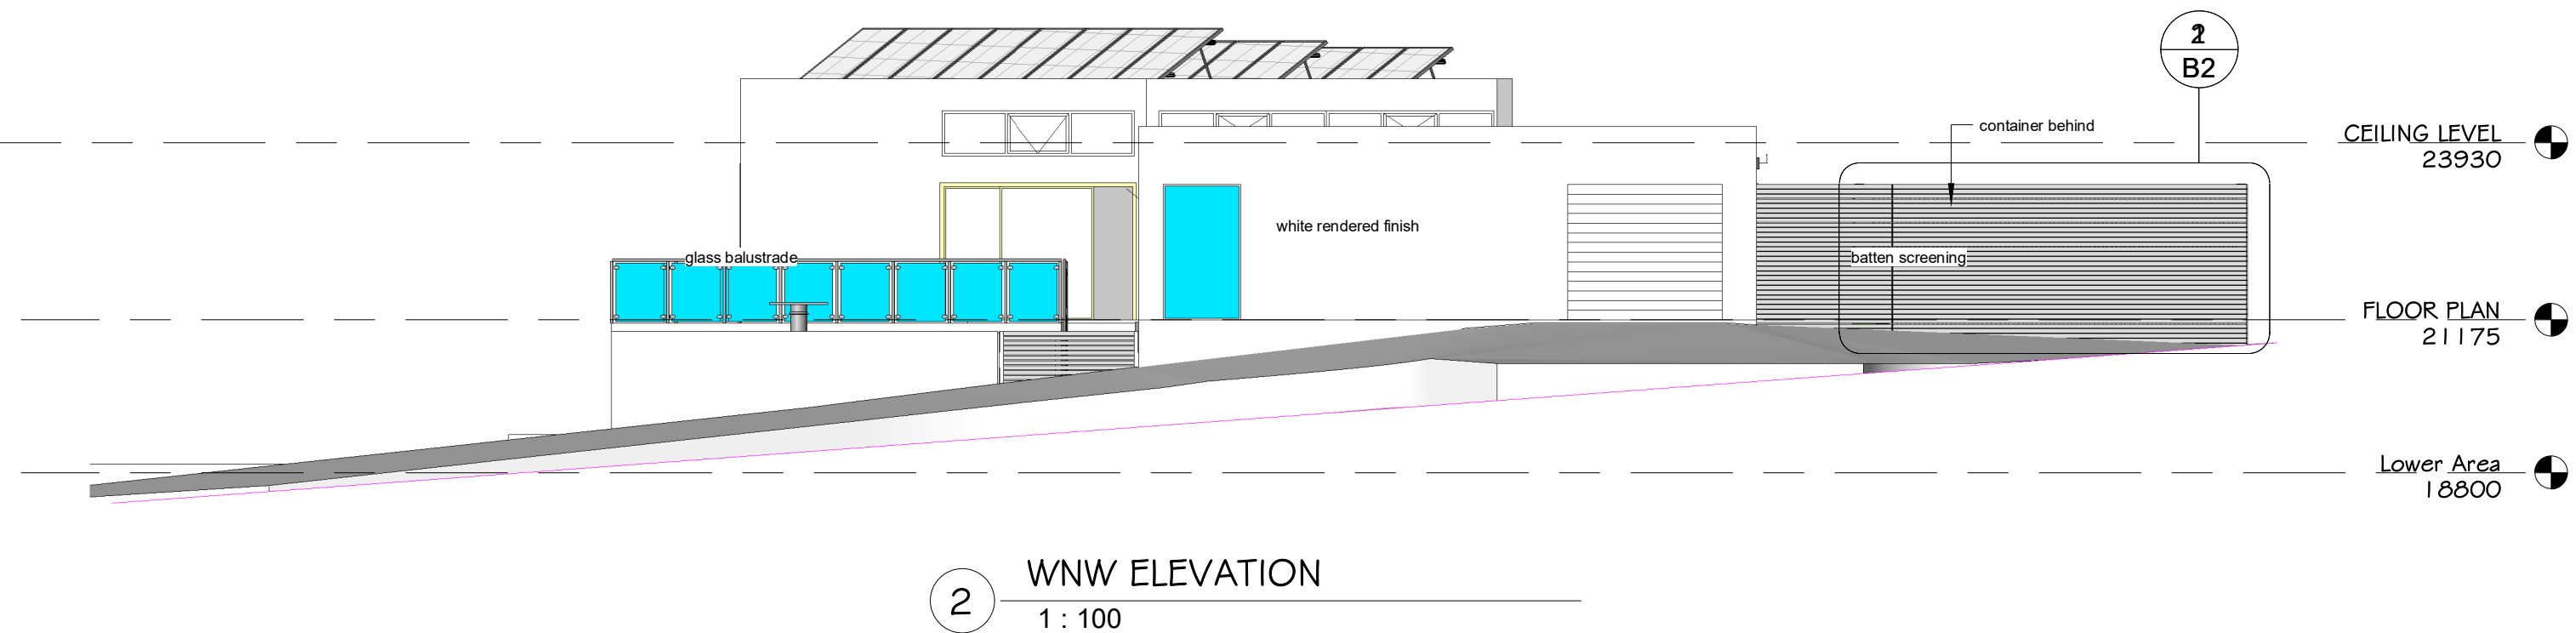 B2
container behind
CEILING LEVEL
23930
white rendered finish
glass balustrade
batten screening
FLOOR PLAN
21175
Lower Area
18800
WNW ELEVATION
2
1 : 100